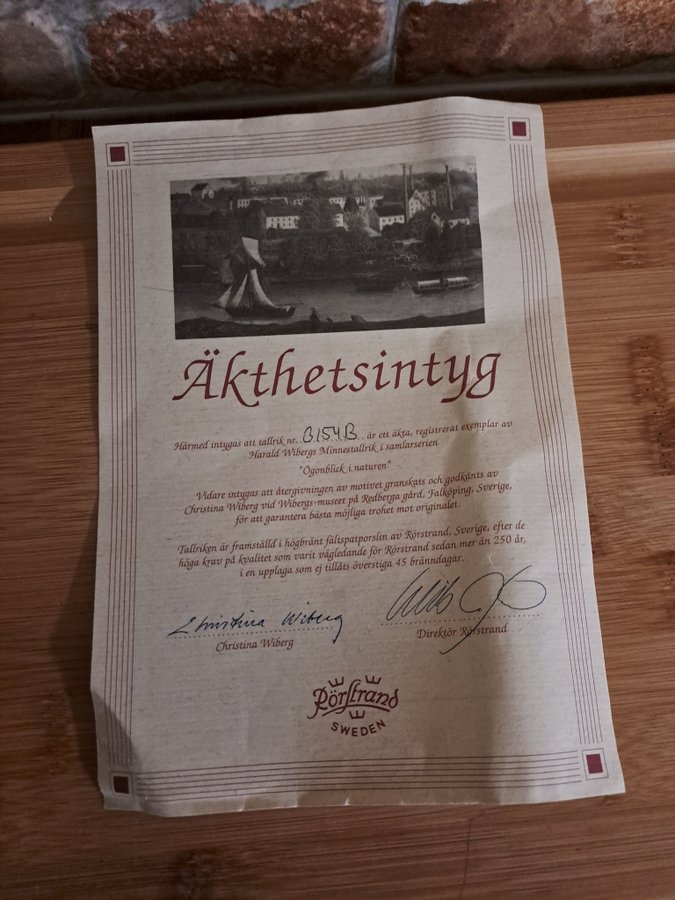 Äkthetsintyg
Härmed intygas att tallrik nr. B154B är ett äkta, registrerat exemplar av
Harald Wibergs Minnestallrik i samlarserien
"Ögonblick i naturen"
Vidare intygas att återgivningen av motivet granskats och godkänts av
Christina Wiberg vid Wibergs-museet på Redberga gård, Falköping, Sverige,
för att garantera bästa möjliga trohet mot originalet.
Tallriken är framställd i högbränt fältspatporslin av Rörstrand, Sverige, efter de
höga krav på kvalitet som varit vägledande för Rörstrand sedan mer än 250 år,
i en upplaga som ej tillåts överstiga 45 bränndagar.
Christina Wiberg
Christina Wiberg
Direktör Rörstrand
Rörstrand
SWEDEN